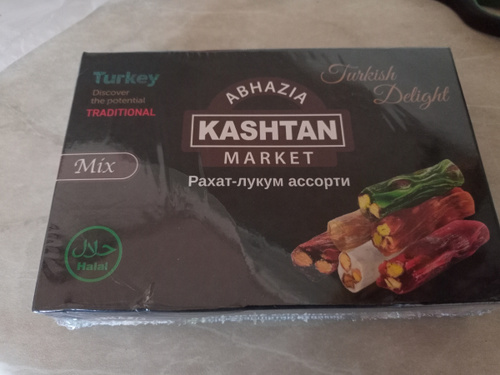 Turkey
Discover
the potential
TRADITIONAL
Turkish
Delight
ABHAZIA
KASHTAN
MARKET
Рахат-лукум ассорти
Mix
حلال
Halal